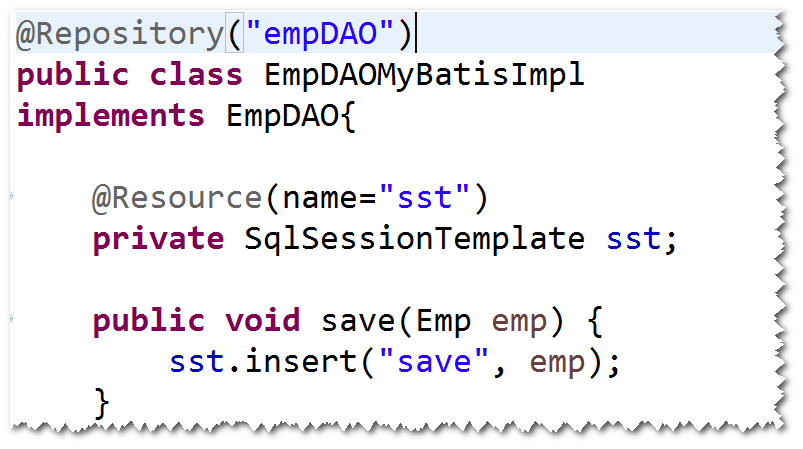 @Repository("empDAO")
public class EmpDAOMyBatisImpl
implements EmpDAO{
@Resource(name="sst")
private SqlSessionTemplate sst;
public void save(Emp emp) {
sst.insert("save", emp);
}